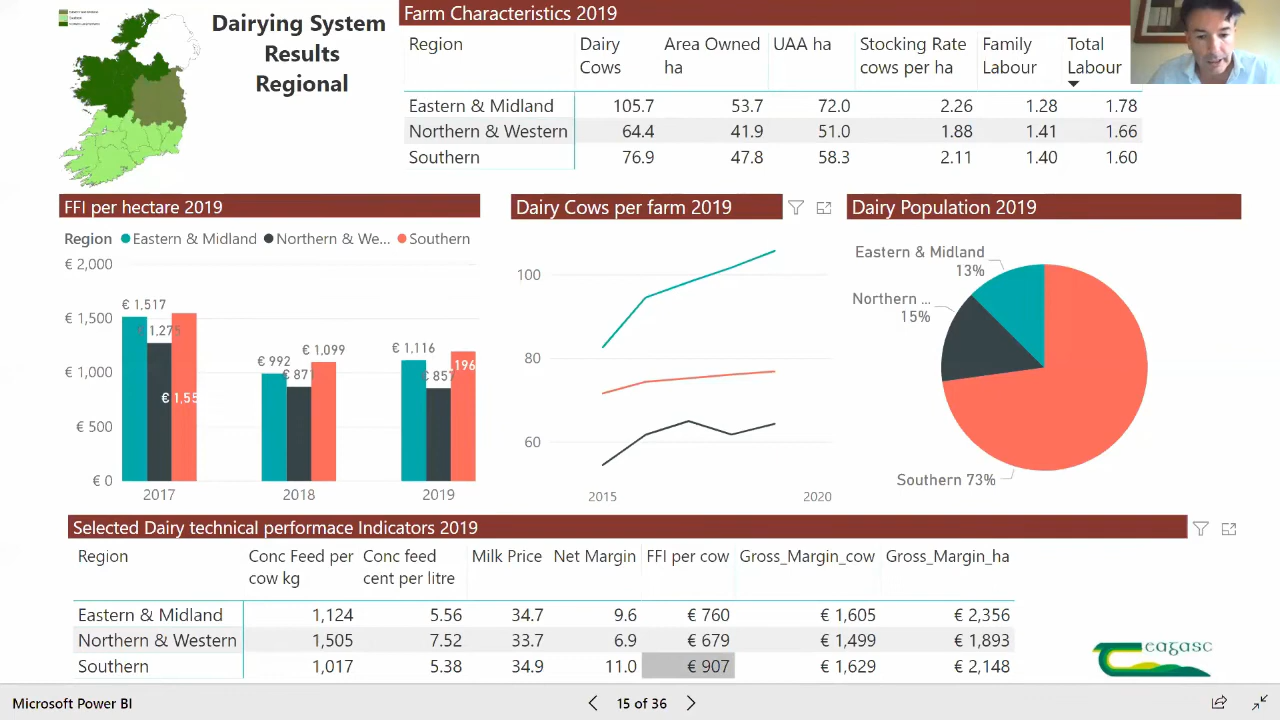 Dairying System
Results
Regional
Farm Characteristics 2019
Region Dairy Cows Area Owned ha UAA ha Stocking Rate cows per ha Family Labour Total Labour
Eastern & Midland 105.7 53.7 72.0 2.26 1.28 1.78
Northern & Western 64.4 41.9 51.0 1.88 1.41 1.66
Southern 76.9 47.8 58.3 2.11 1.40 1.60
FFI per hectare 2019
Region Eastern & Midland Northern & We... Southern
€ 2,000
€ 1,500
€ 1,000
€ 500
€ 0
€ 1,517
€ 1,275
€ 1,55
€ 992
€ 871
€ 1,099
€ 1,116
€ 857
,196
2017 2018 2019
Dairy Cows per farm 2019
100
80
60
2015 2020
Dairy Population 2019
Eastern & Midland
13%
Northern ...
15%
Southern 73%
Selected Dairy technical performace Indicators 2019
Region Conc Feed per cow kg Conc feed cent per litre Milk Price Net Margin FFI per cow Gross_Margin_cow Gross_Margin_ha
Eastern & Midland 1,124 5.56 34.7 9.6 € 760 € 1,605 € 2,356
Northern & Western 1,505 7.52 33.7 6.9 € 679 € 1,499 € 1,893
Southern 1,017 5.38 34.9 11.0 € 907 € 1,629 € 2,148
eagasc
Microsoft Power BI
15 of 36